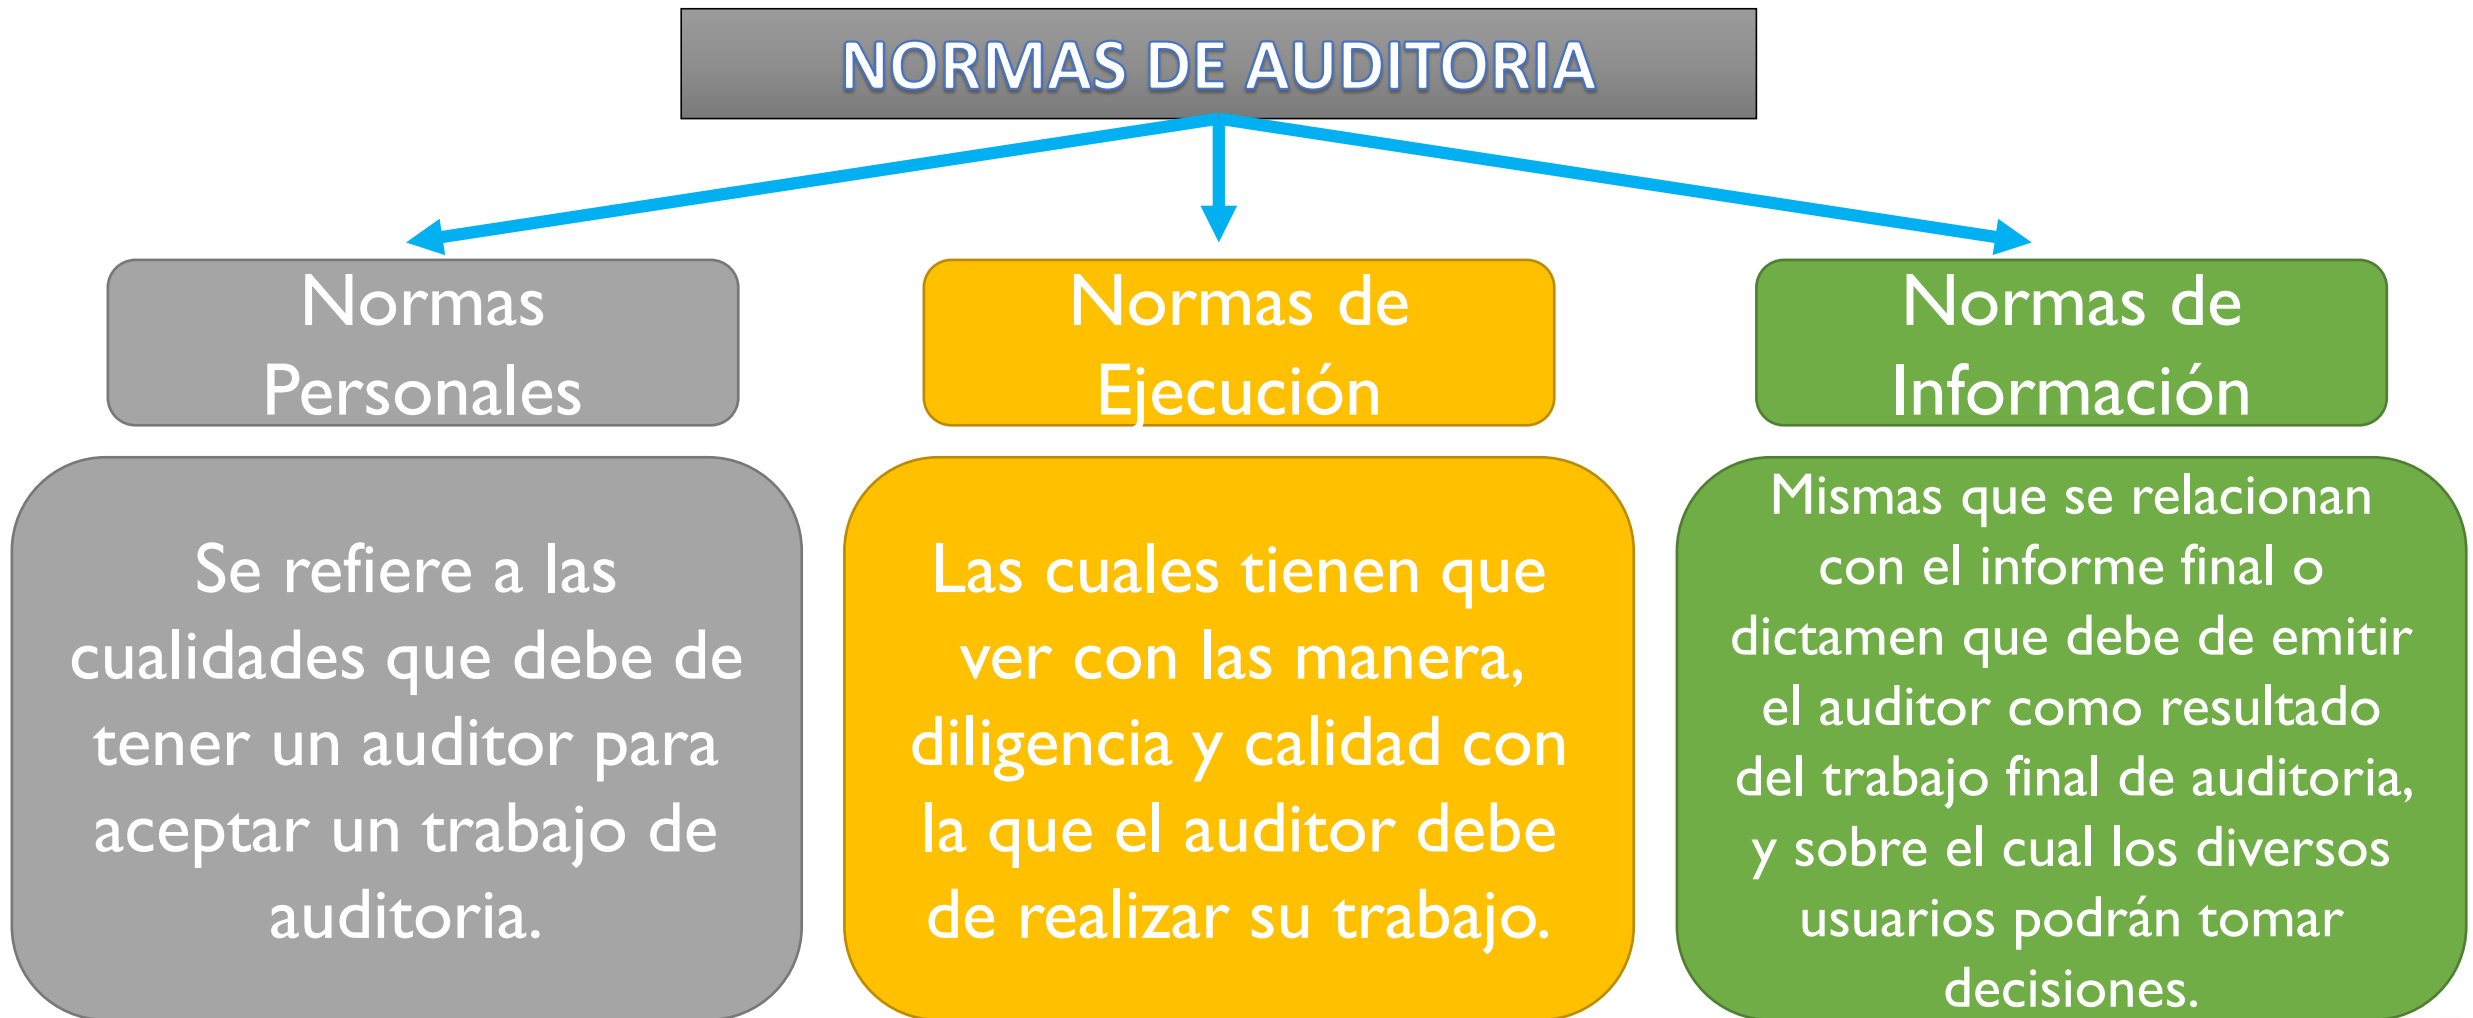 NORMAS DE AUDITORIA
Normas
Personales
Se refiere a las
cualidades que debe de
tener un auditor para
aceptar un trabajo de
auditoria.
Normas de
Ejecución
Las cuales tienen que
ver con las manera,
diligencia y calidad con
la que el auditor debe
de realizar su trabajo.
Normas de
Información
Mismas que se relacionan
con el informe final o
dictamen que debe de emitir
el auditor como resultado
del trabajo final de auditoria,
y sobre el cual los diversos
usuarios podrán tomar
decisiones.